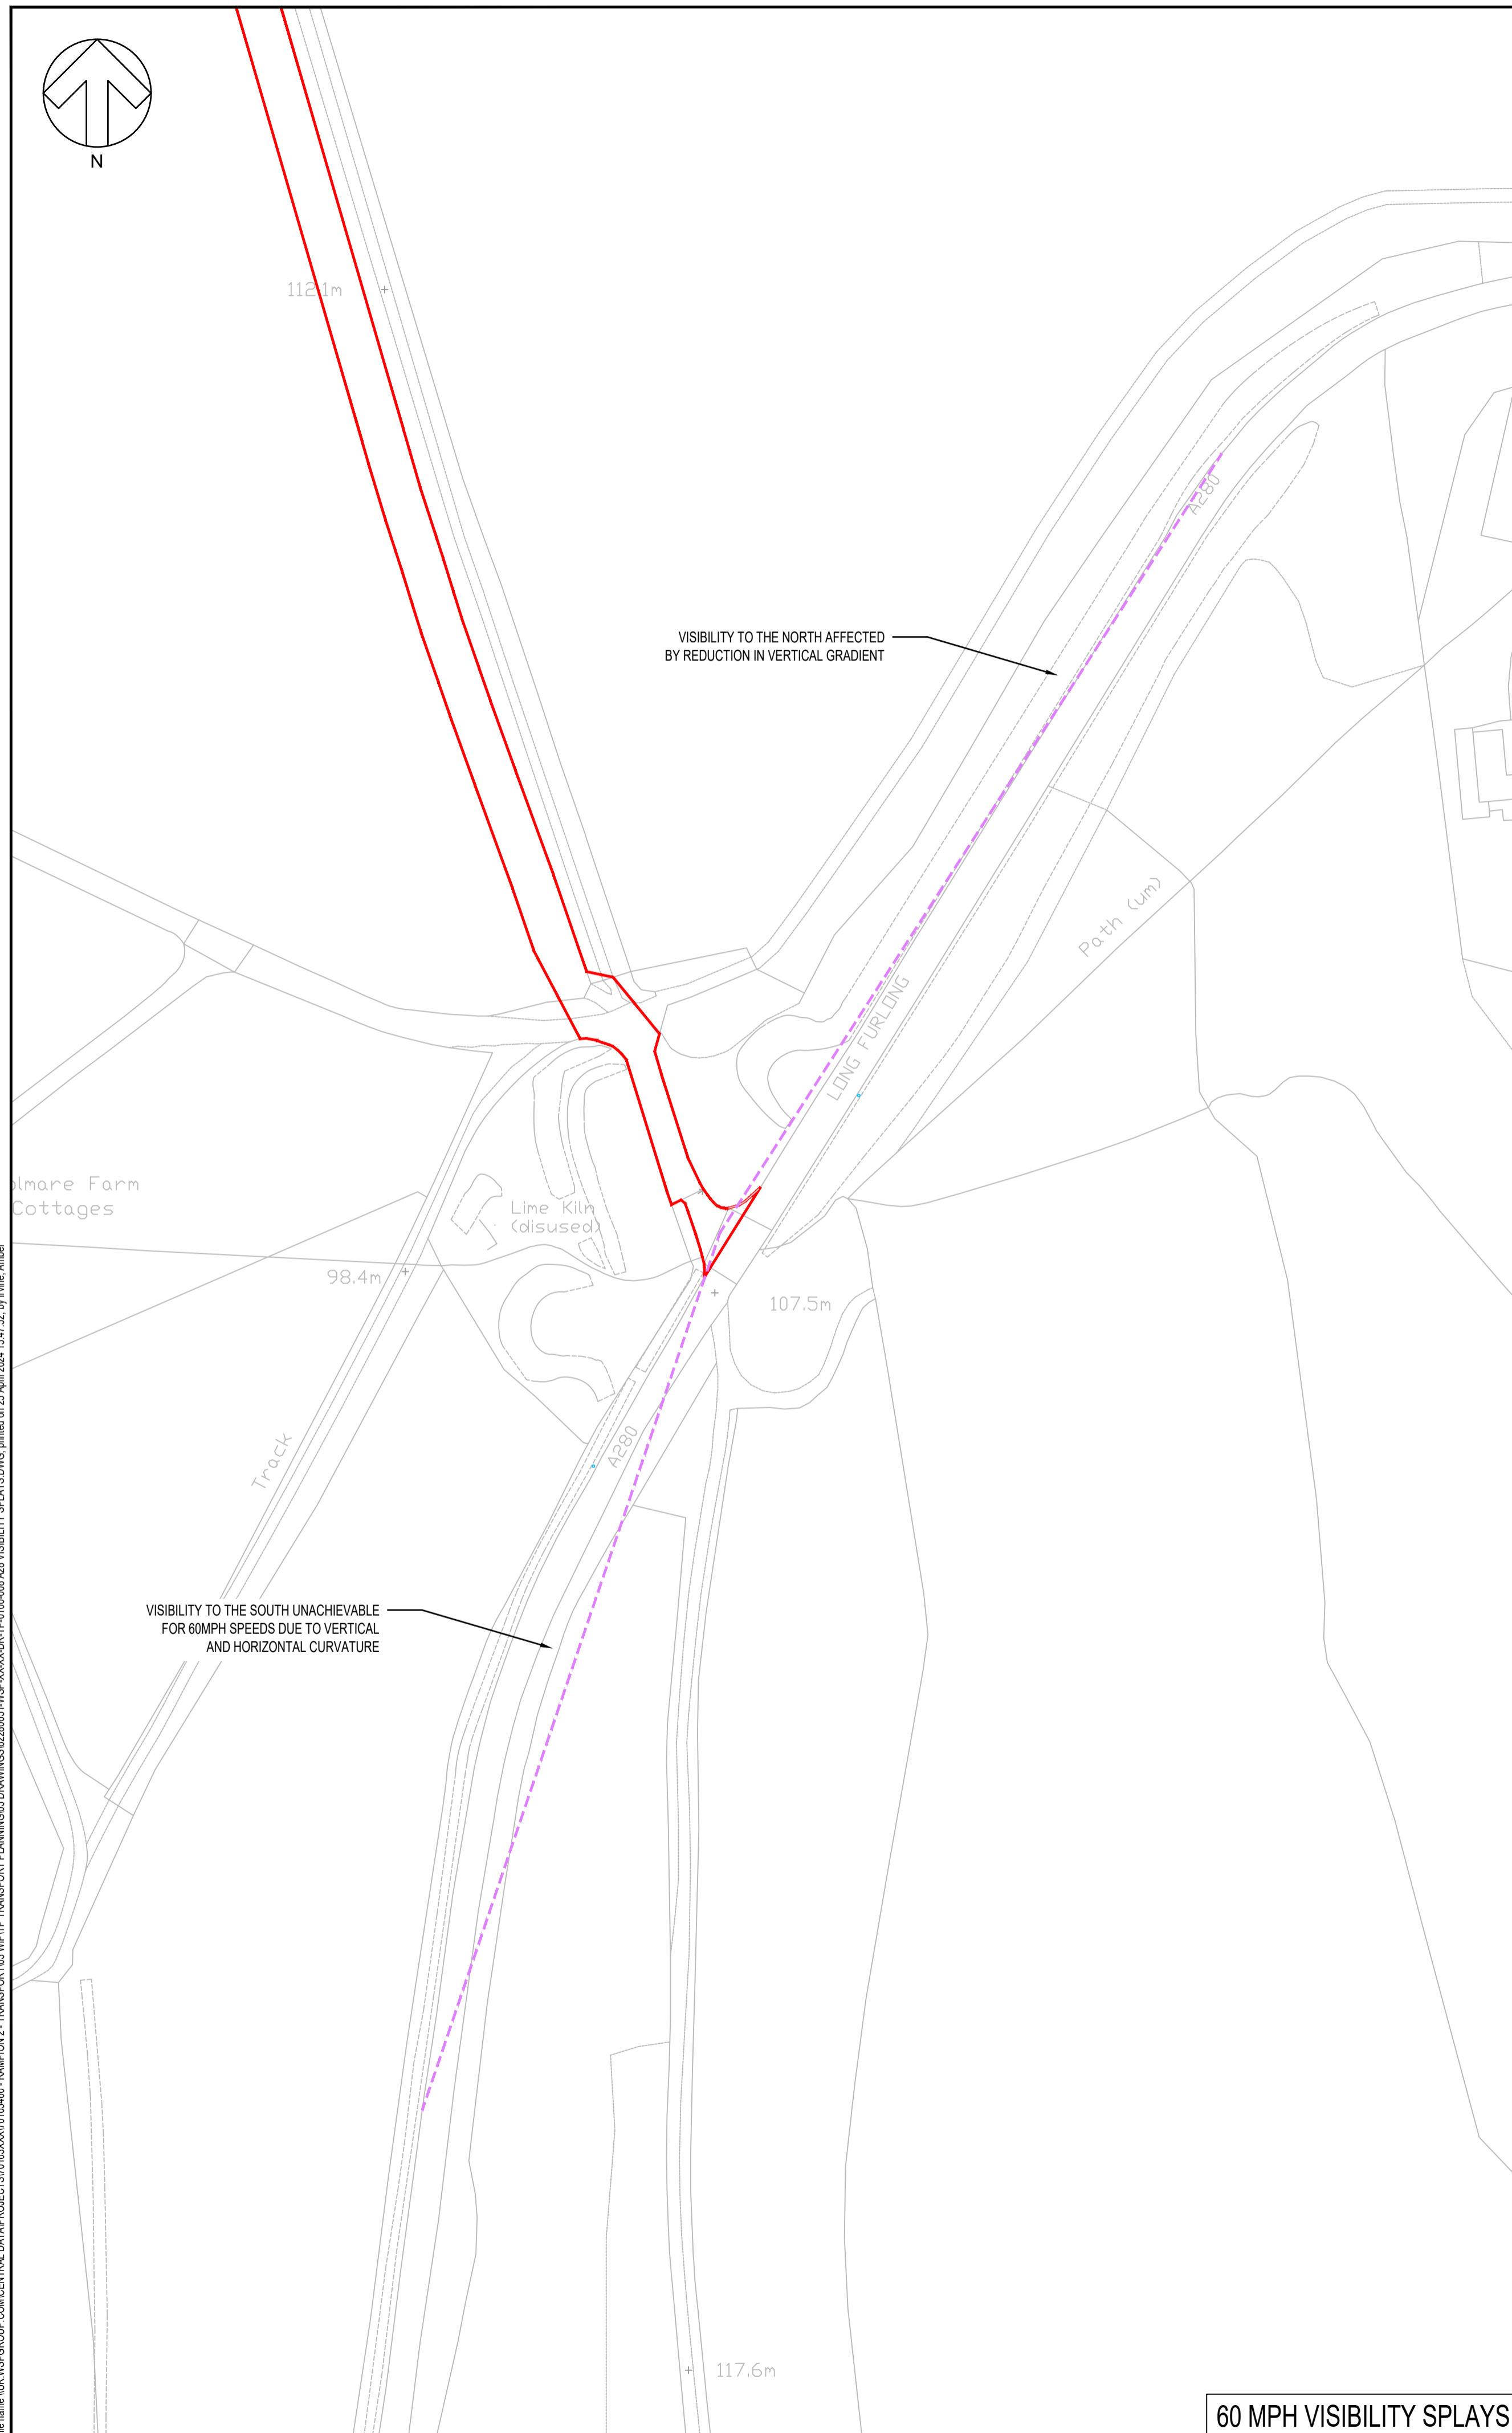 N
112.1m
VISIBILITY TO THE NORTH AFFECTED
BY REDUCTION IN VERTICAL GRADIENT
A280
Path (um)
LONG FURLONG
Farm
Cottages
Lime Kiln
(disused)
98.4m
107.5m
A280
Track
VISIBILITY TO THE SOUTH UNACHIEVABLE
FOR 60MPH SPEEDS DUE TO VERTICAL
AND HORIZONTAL CURVATURE
117.6m
60 MPH VISIBILITY SPLAYS